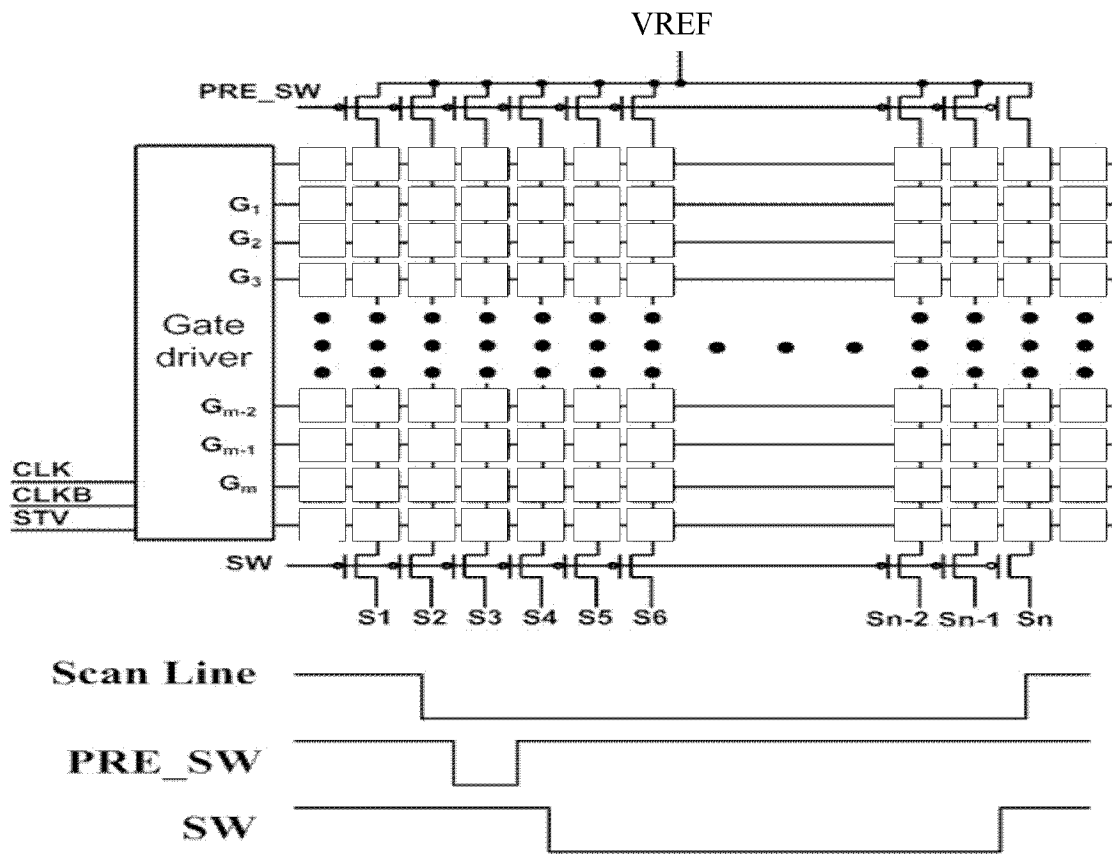 VREF
PRE_SW
G1
G2
G3
Gate
driver
Gm-2
Gm-1
Gm
CLK
CLKB
STV
SW
S1 S2 S3 S4 S5 S6 Sn-2 Sn-1 Sn
Scan Line
PRE_SW
SW